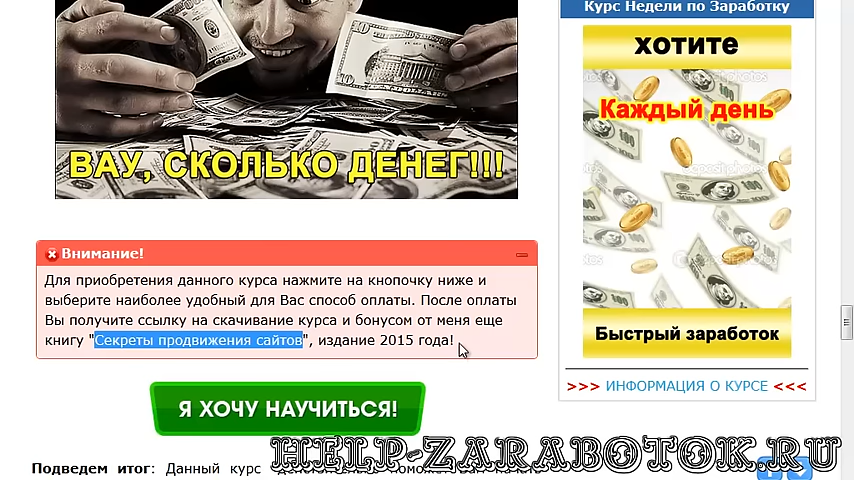 Курс Недели по Заработку
хотите
Каждый день
Быстрый заработок
>>> ИНФОРМАЦИЯ О КУРСЕ <<<
ВАУ, СКОЛЬКО ДЕНЕГ!!!
Внимание!
Для приобретения данного курса нажмите на кнопочку ниже и
выберите наиболее удобный для Вас способ оплаты. После оплаты
Вы получите ссылку на скачивание курса и бонусом от меня еще
книгу "Секреты продвижения сайтов", издание 2015 года!
Я ХОЧУ НАУЧИТЬСЯ!
Подведем итог: Данный курс
HELP-ZARABOTOK.RU